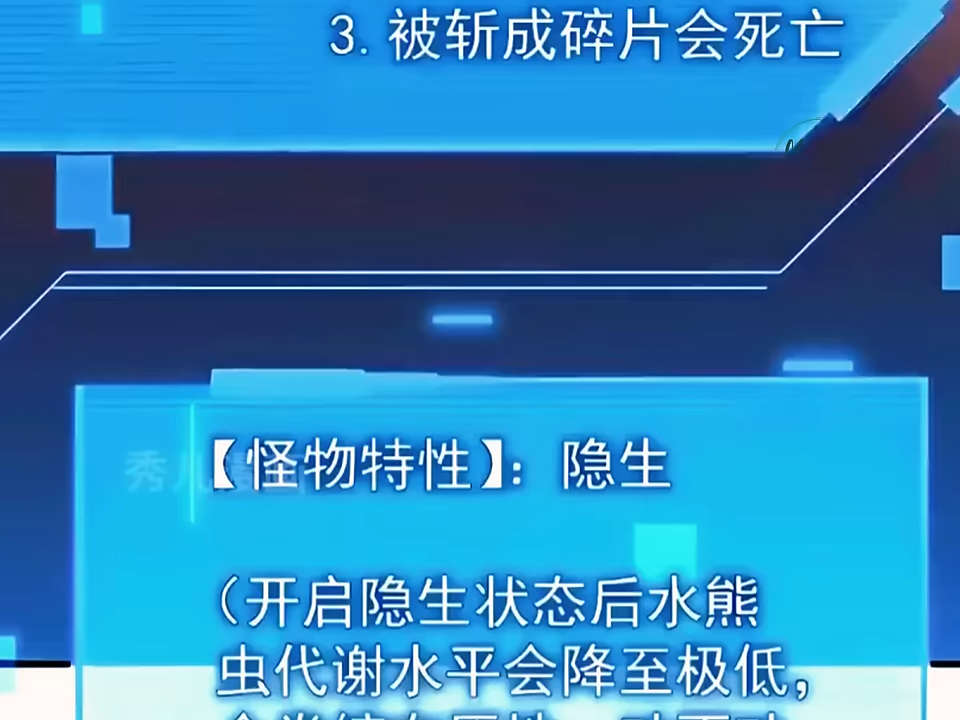 3. 被斩成碎片会死亡
【怪物特性】：隐生
（开启隐生状态后水熊
虫代谢水平会降至极低，